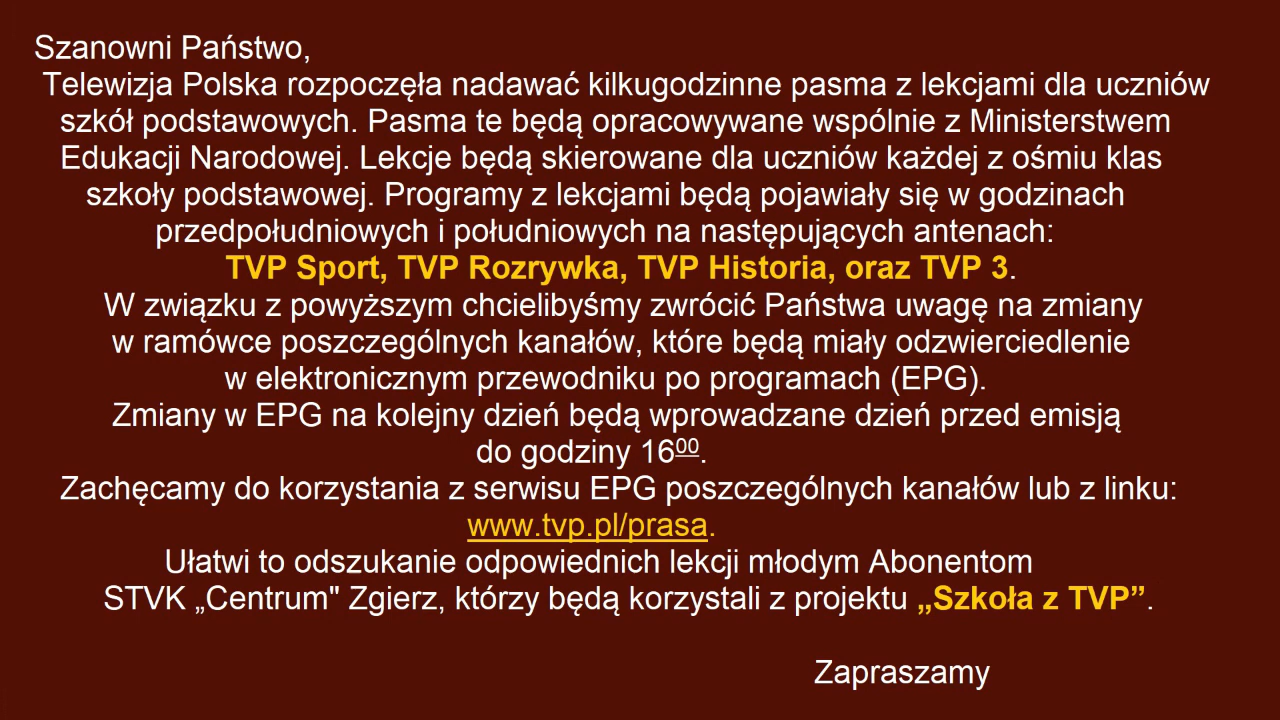 Szanowni Państwo,
Telewizja Polska rozpoczęła nadawać kilkugodzinne pasma z lekcjami dla uczniów
szkół podstawowych. Pasma te będą opracowywane wspólnie z Ministerstwem
Edukacji Narodowej. Lekcje będą skierowane dla uczniów każdej z ośmiu klas
szkoły podstawowej. Programy z lekcjami będą pojawiały się w godzinach
przedpołudniowych i południowych na następujących antenach:
TVP Sport, TVP Rozrywka, TVP Historia, oraz TVP 3.
W związku z powyższym chcielibyśmy zwrócić Państwa uwagę na zmiany
w ramówce poszczególnych kanałów, które będą miały odzwierciedlenie
w elektronicznym przewodniku po programach (EPG).
Zmiany w EPG na kolejny dzień będą wprowadzane dzień przed emisją
do godziny 16⁰⁰.
Zachęcamy do korzystania z serwisu EPG poszczególnych kanałów lub z linku:
www.tvp.pl/prasa.
Ułatwi to odszukanie odpowiednich lekcji młodym Abonentom
STVK „Centrum" Zgierz, którzy będą korzystali z projektu „Szkoła z TVP”.
Zapraszamy